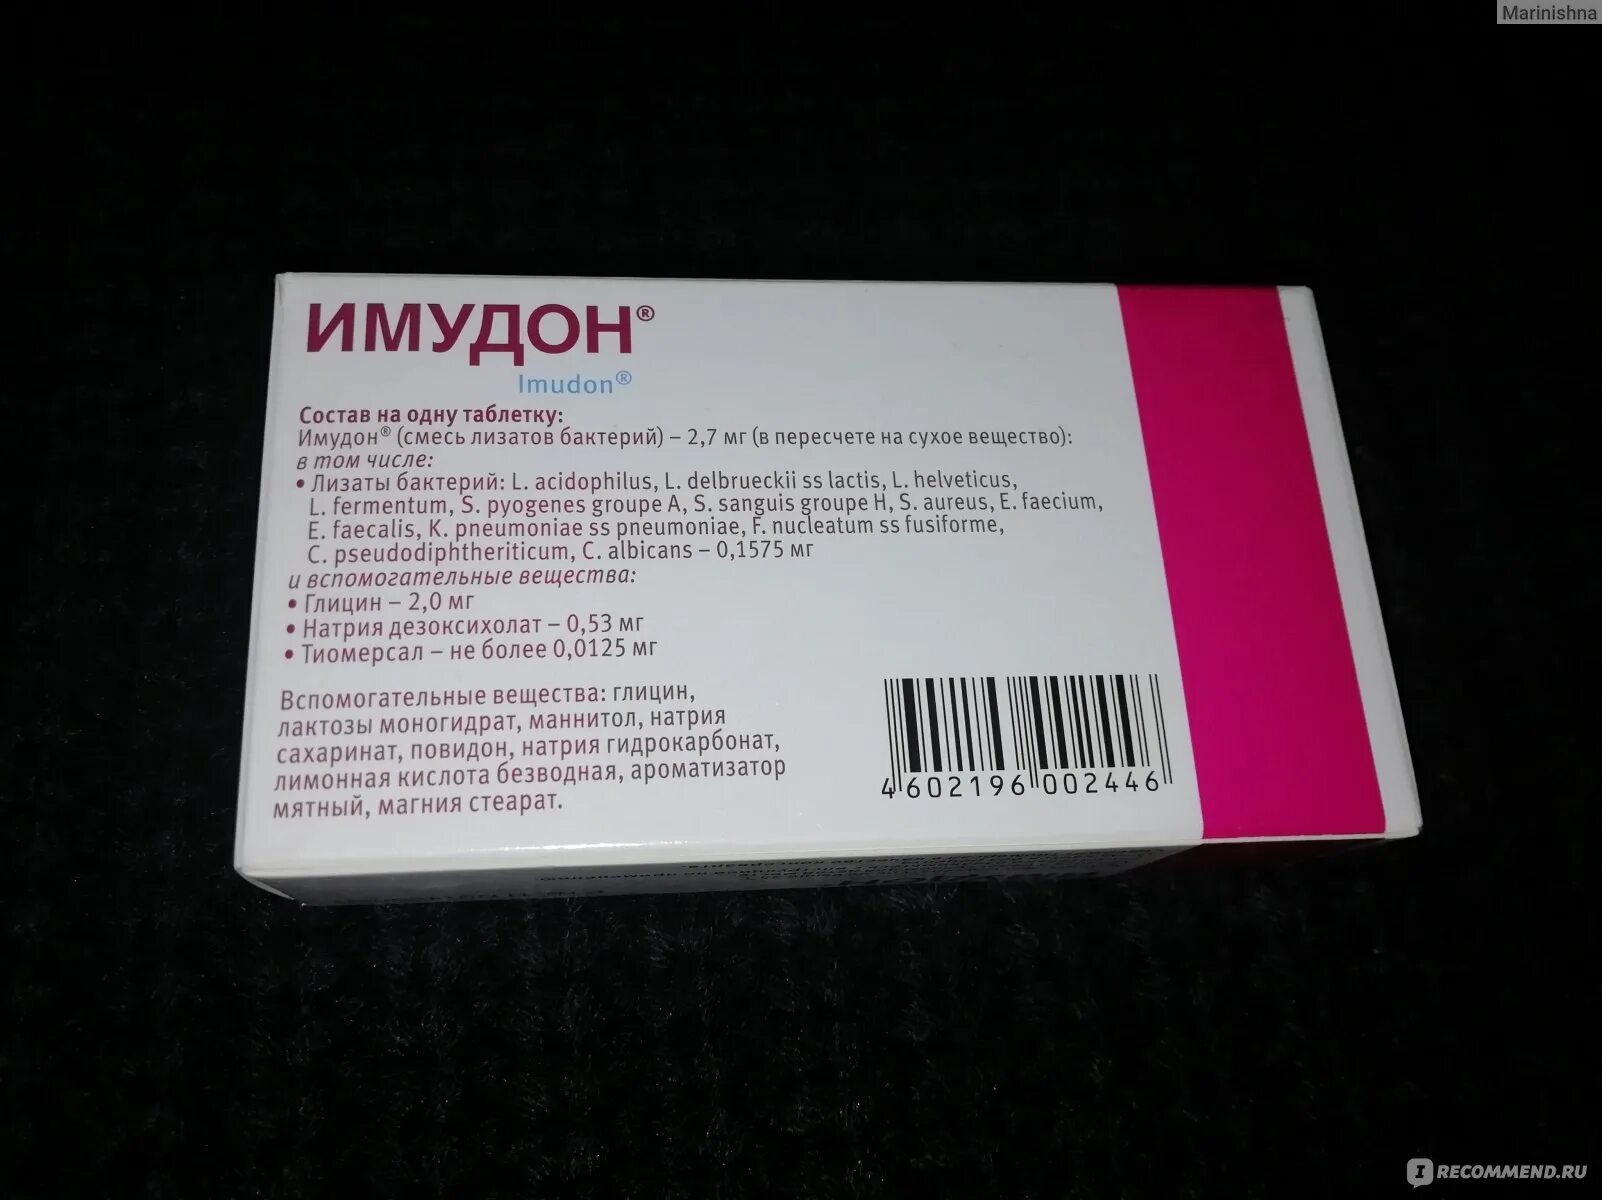 Marinishna
ИМУДОН®
Imudon®
Состав на одну таблетку:
Имудон® (смесь лизатов бактерий) – 2,7 мг (в пересчете на сухое вещество):
в том числе:
• Лизаты бактерий: L. acidophilus, L. delbrueckii ss lactis, L. helveticus,
L. fermentum, S. pyogenes groupe A, S. sanguis groupe H, S. aureus, E. faecium,
E. faecalis, K. pneumoniae ss pneumoniae, F. nucleatum ss fusiforme,
C. pseudodiphtheriticum, C. albicans – 0,1575 мг
и вспомогательные вещества:
• Глицин – 2,0 мг
• Натрия дезоксихолат – 0,53 мг
• Тиомерсал – не более 0,0125 мг
Вспомогательные вещества: глицин,
лактозы моногидрат, маннитол, натрия
сахаринат, повидон, натрия гидрокарбонат,
лимонная кислота безводная, ароматизатор
мятный, магния стеарат.
4 602196 002446
IRECOMMEND.RU